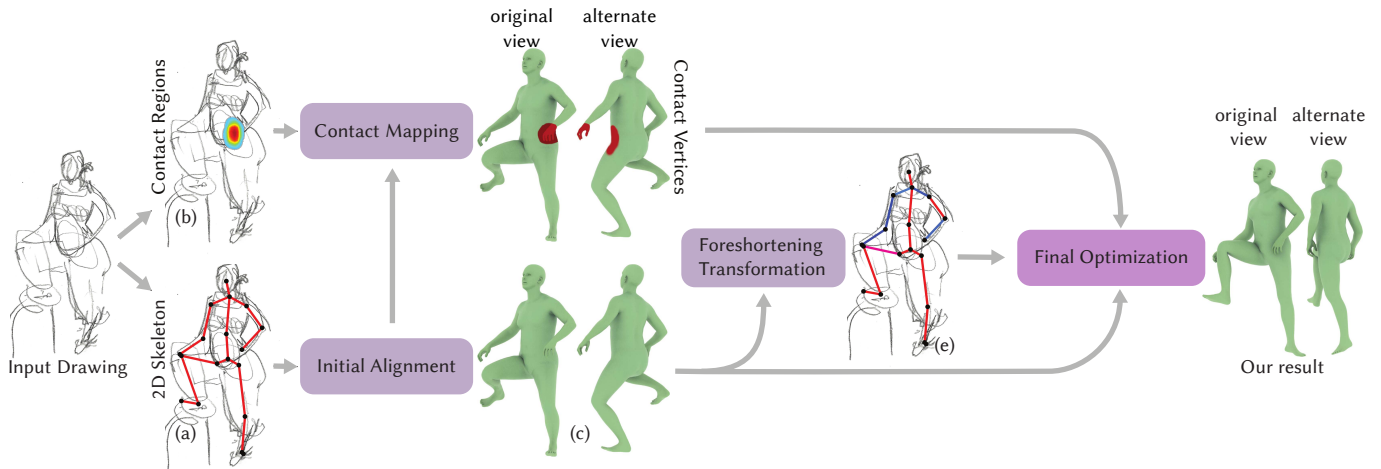 original
view
alternate
view
Contact Regions
(b)
Contact Mapping
Contact Vertices
Input Drawing
2D Skeleton
(a)
Initial Alignment
(c)
Foreshortening
Transformation
(e)
Final Optimization
original
view
alternate
view
Our result